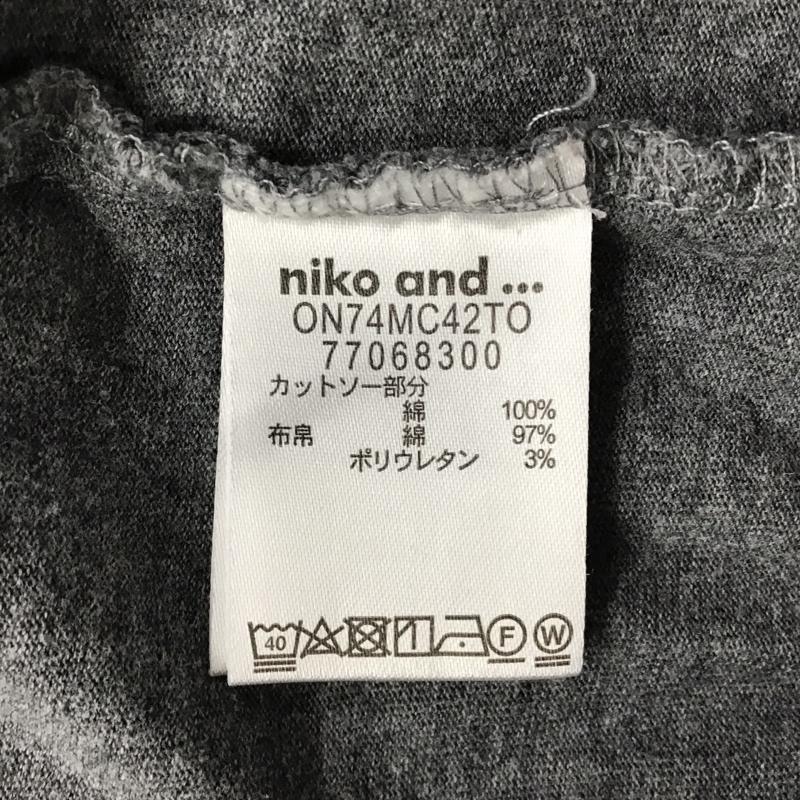 niko and ...
ON74MC42TO
77068300
カットソー部分
綿 100%
布帛 綿 97%
ポリウレタン 3%
40 F W